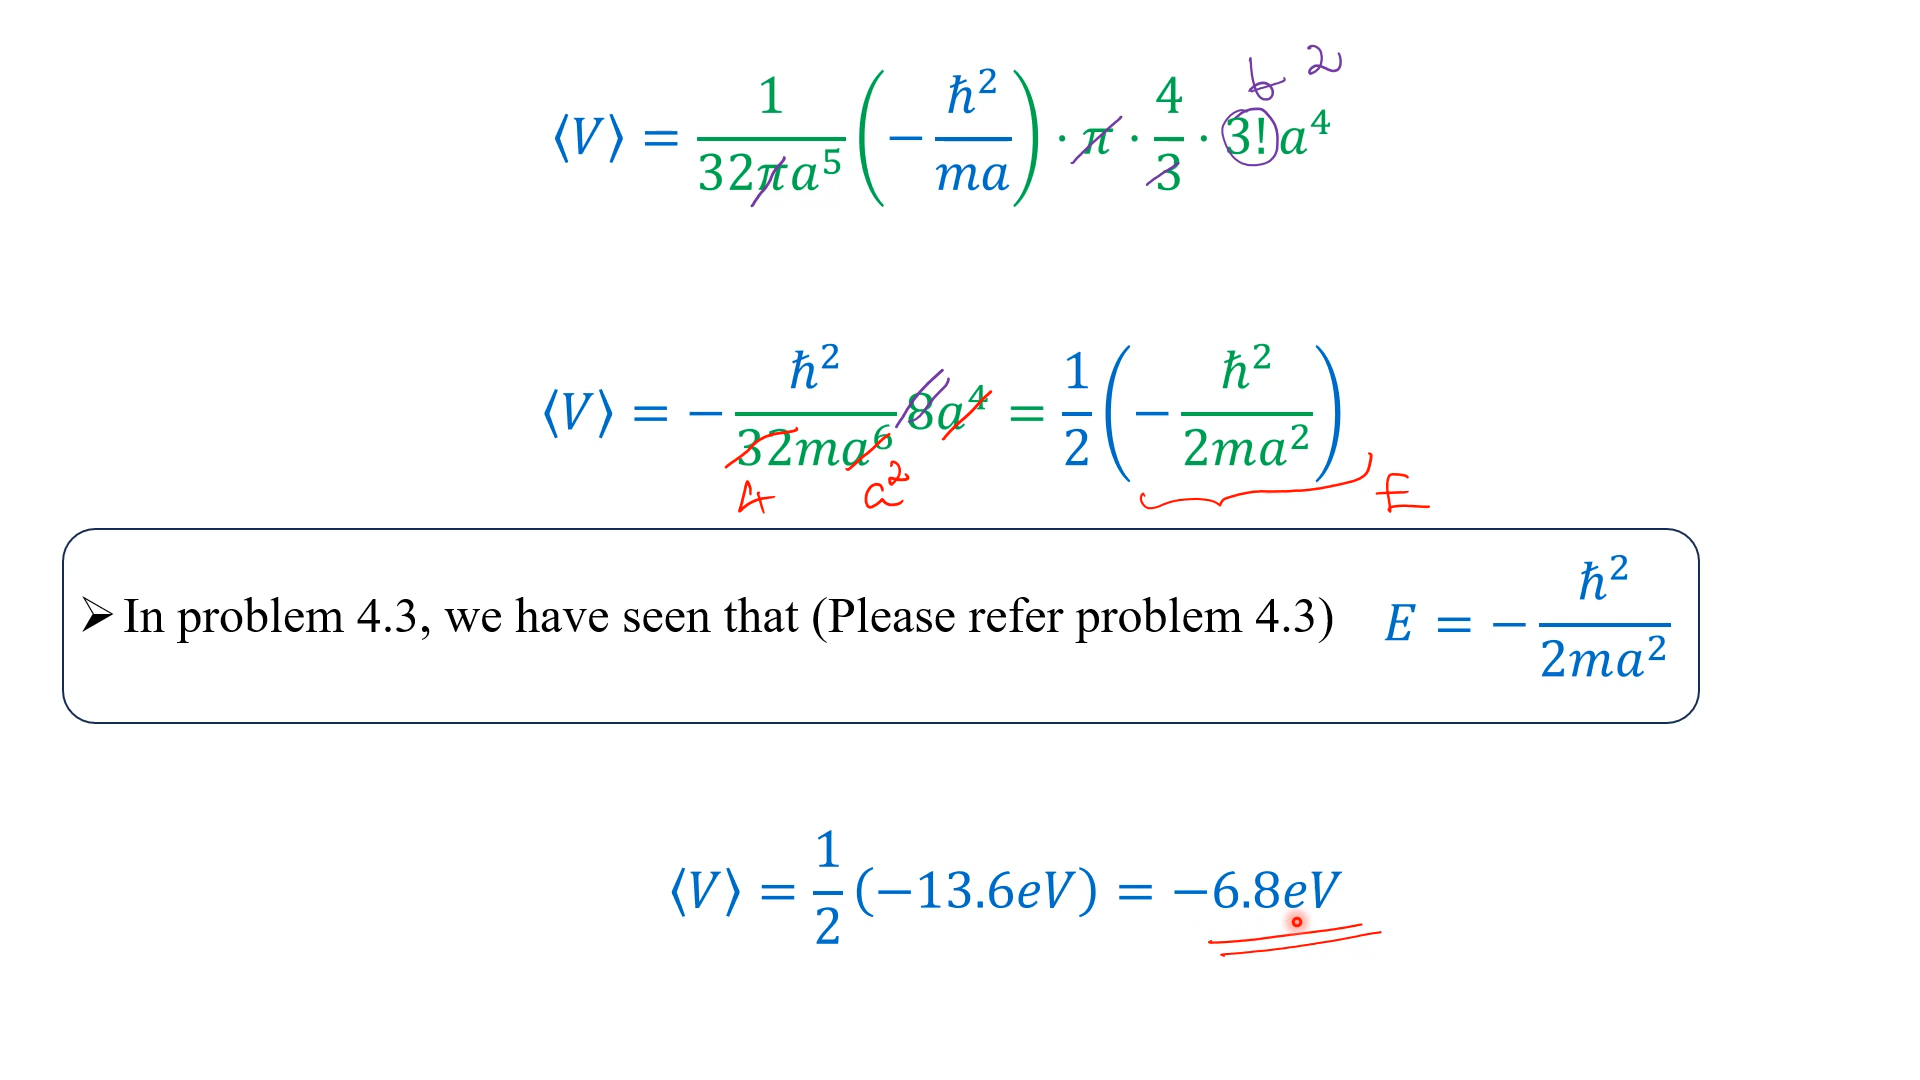 6 2
⟨V⟩ = 1/(32πa⁵) (−ħ²/(ma)) · π · 4/3 · 3! a⁴
⟨V⟩ = −ħ²/(32ma⁶) 8a⁴ = 1/2 (−ħ²/(2ma²))
4 a² E
➢ In problem 4.3, we have seen that (Please refer problem 4.3) E = −ħ²/(2ma²)
⟨V⟩ = 1/2 (−13.6eV) = −6.8eV